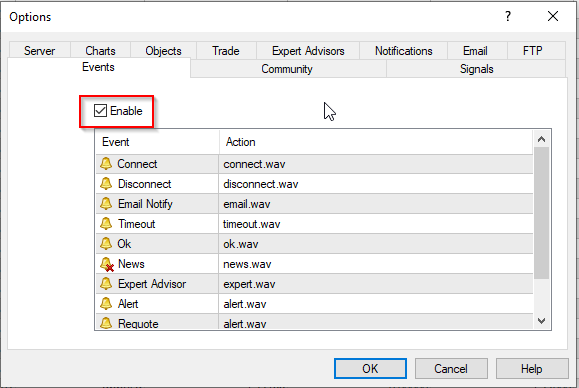 Options
?
Server Charts Objects Trade Expert Advisors Notifications Email FTP
Events Community Signals
Enable
Event Action
Connect connect.wav
Disconnect disconnect.wav
Email Notify email.wav
Timeout timeout.wav
Ok ok.wav
News news.wav
Expert Advisor expert.wav
Alert alert.wav
Requote alert.wav
OK Cancel Help